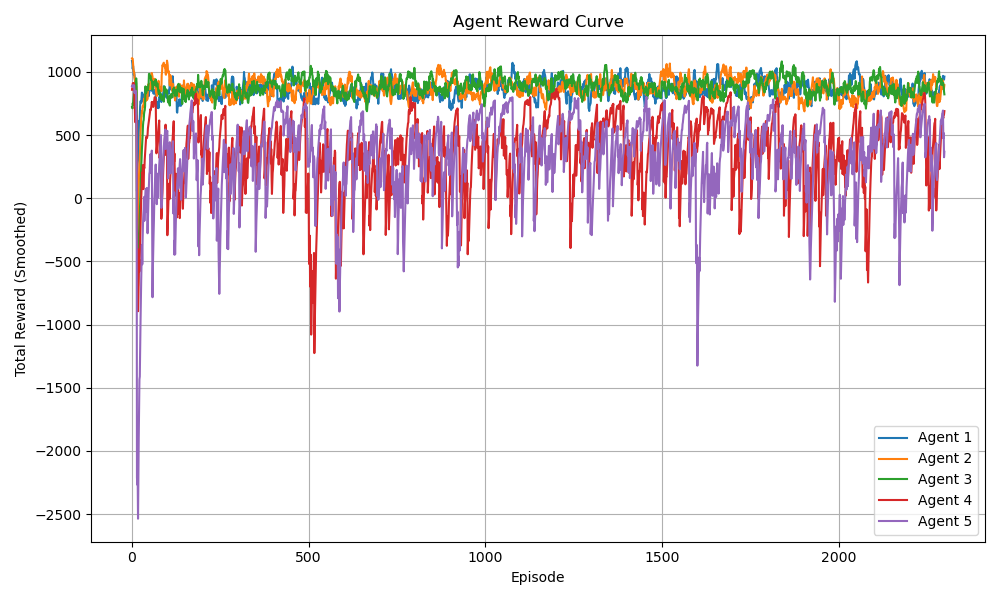 Agent Reward Curve
Total Reward (Smoothed)
1000
500
0
−500
−1000
−1500
−2000
−2500
Agent 1
Agent 2
Agent 3
Agent 4
Agent 5
0 500 1000 1500 2000
Episode